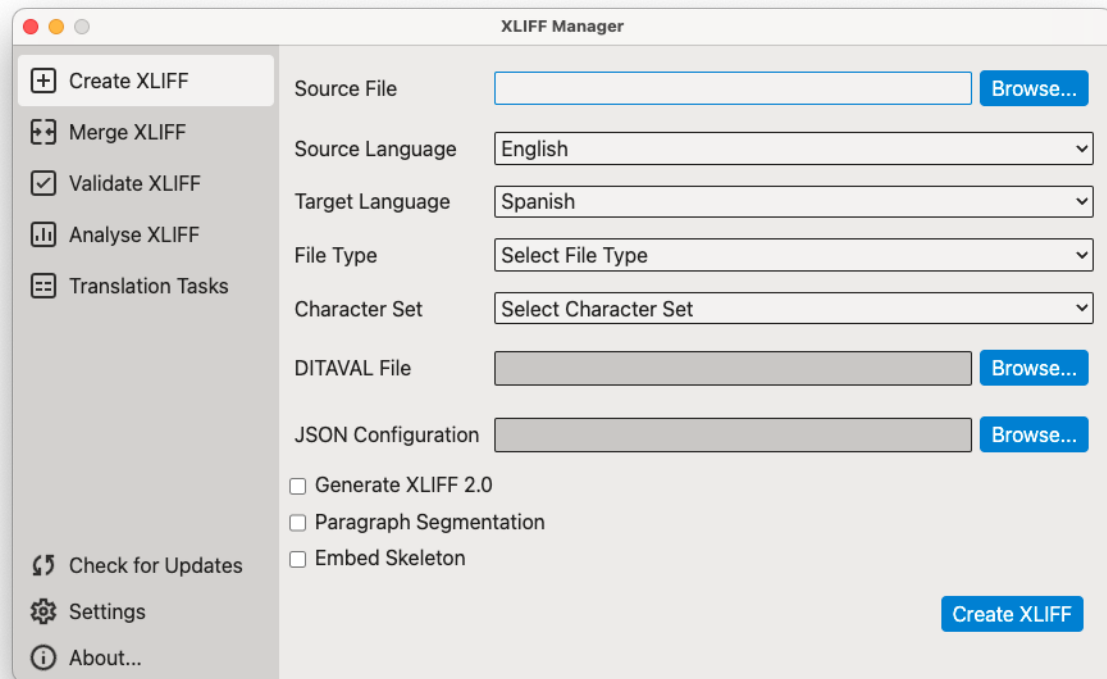 XLIFF Manager
Create XLIFF
Merge XLIFF
Validate XLIFF
Analyse XLIFF
Translation Tasks
Check for Updates
Settings
About...
Source File
Browse...
Source Language
English
Target Language
Spanish
File Type
Select File Type
Character Set
Select Character Set
DITAVAL File
Browse...
JSON Configuration
Browse...
Generate XLIFF 2.0
Paragraph Segmentation
Embed Skeleton
Create XLIFF